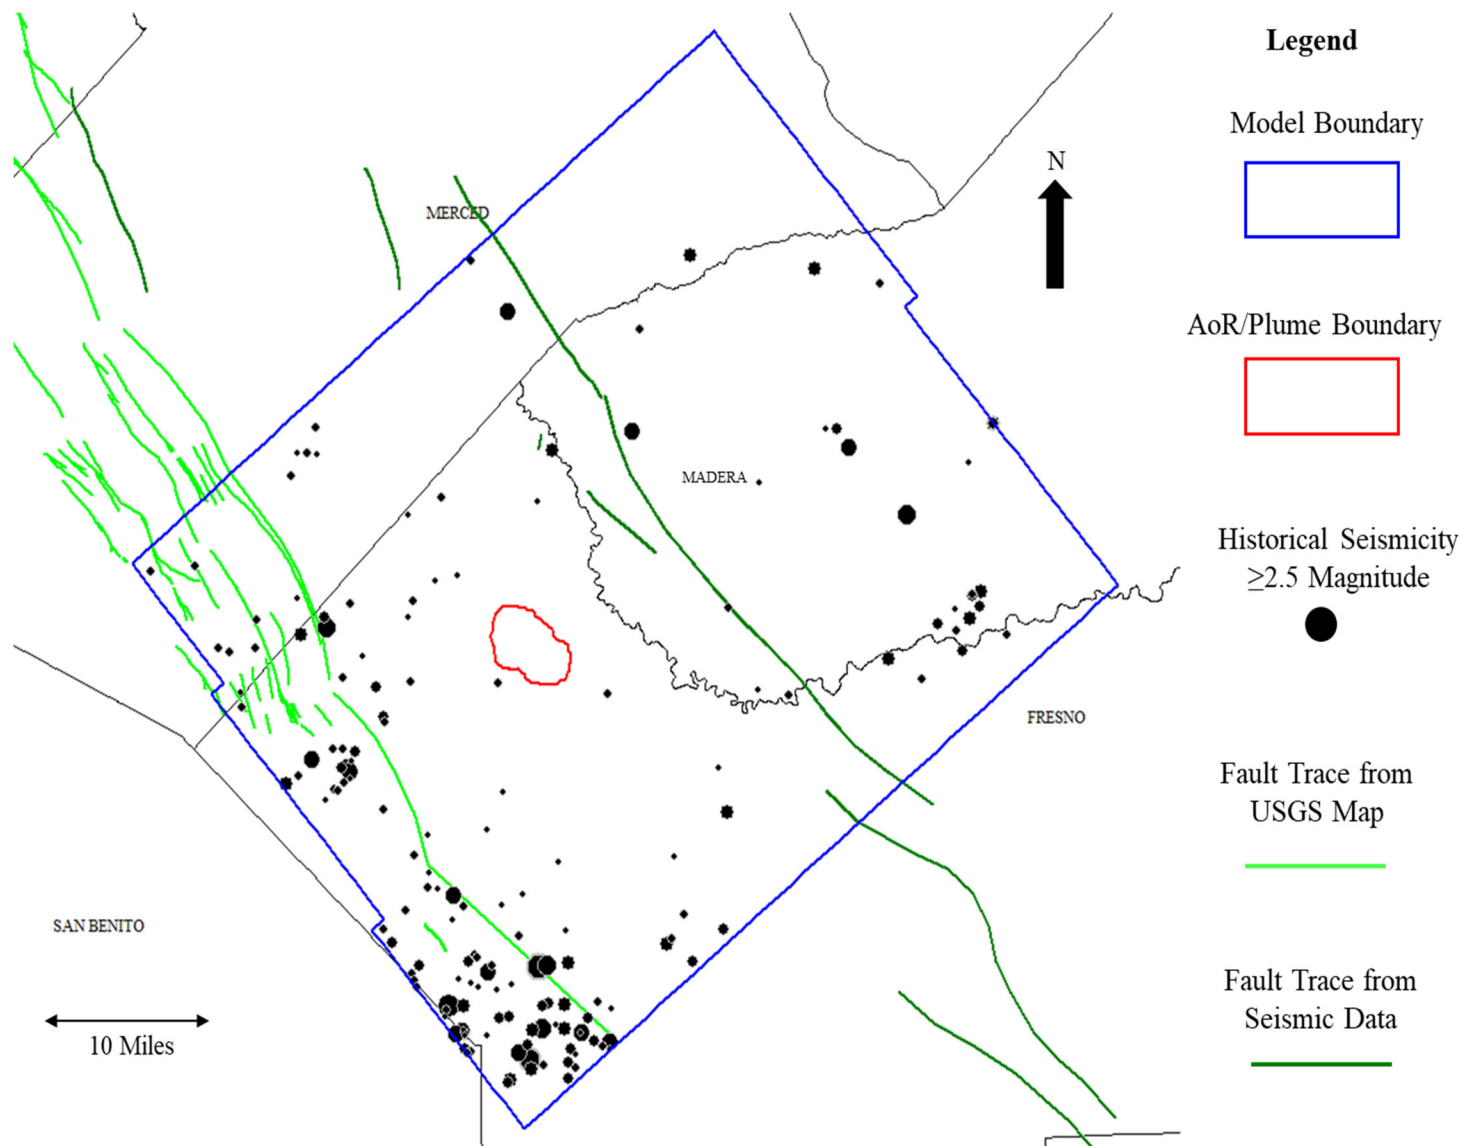 Legend
Model Boundary
N
AoR/Plume Boundary
MERCED
MADERA
Historical Seismicity
≥2.5 Magnitude
FRESNO
Fault Trace from
USGS Map
SAN BENITO
Fault Trace from
Seismic Data
10 Miles